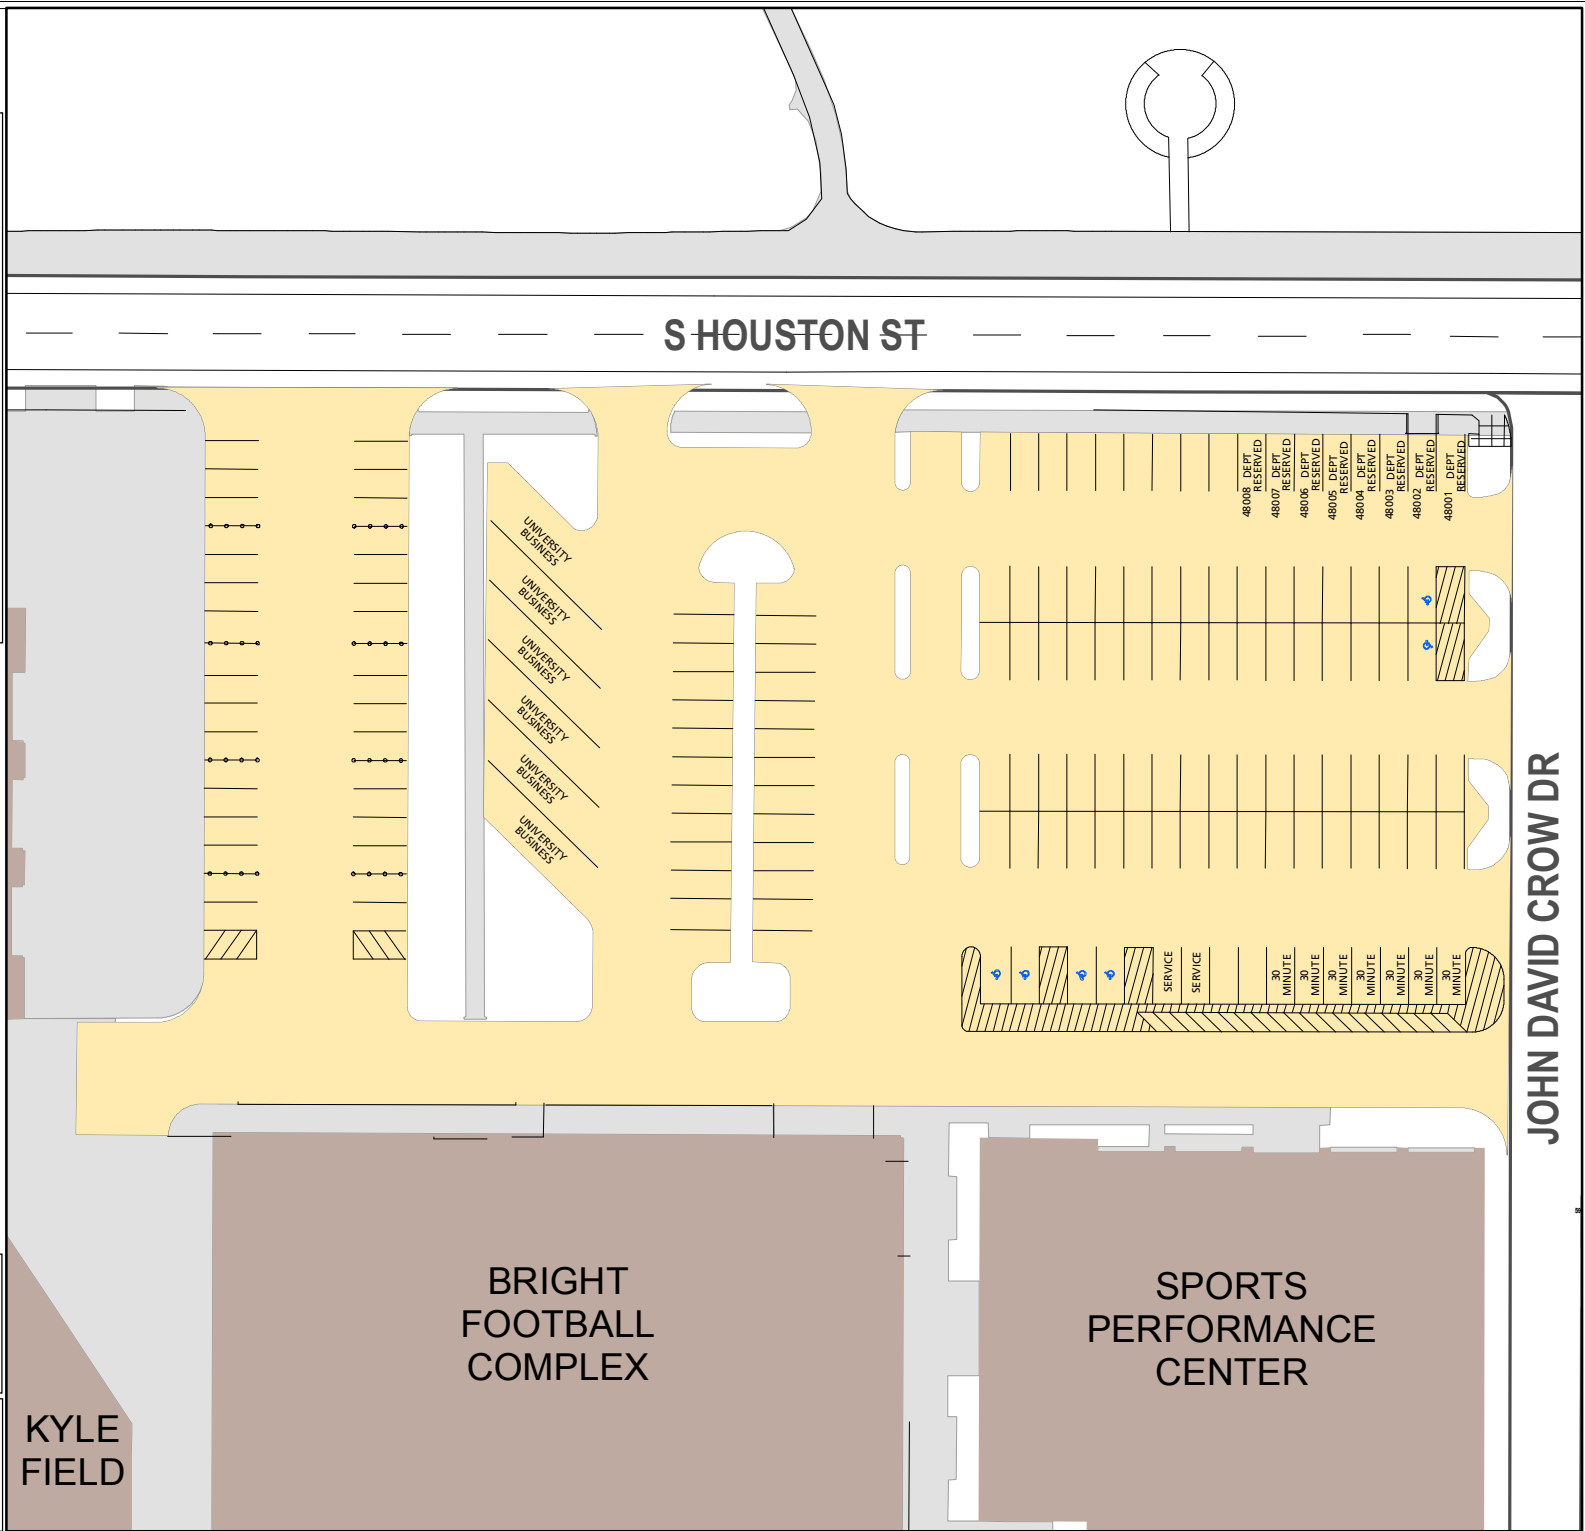 S HOUSTON ST
48008 DEPT
RESERVED
48007 DEPT
RESERVED
48006 DEPT
RESERVED
48005 DEPT
RESERVED
48004 DEPT
RESERVED
48003 DEPT
RESERVED
48002 DEPT
RESERVED
48001 DEPT
RESERVED
UNIVERSITY
BUSINESS
UNIVERSITY
BUSINESS
UNIVERSITY
BUSINESS
UNIVERSITY
BUSINESS
UNIVERSITY
BUSINESS
UNIVERSITY
BUSINESS
SERVICE
SERVICE
30
MINUTE
30
MINUTE
30
MINUTE
30
MINUTE
30
MINUTE
30
MINUTE
30
MINUTE
JOHN DAVID CROW DR
BRIGHT
FOOTBALL
COMPLEX
SPORTS
PERFORMANCE
CENTER
KYLE
FIELD